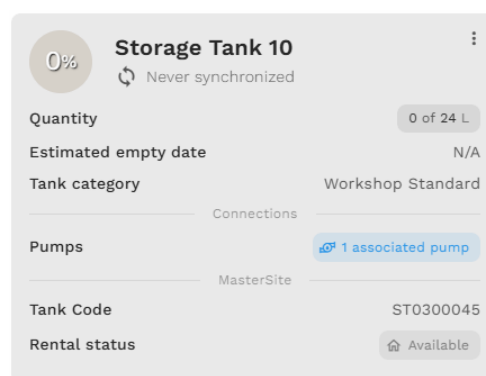 0%
Storage Tank 10
Never synchronized
Quantity 0 of 24 L
Estimated empty date N/A
Tank category Workshop Standard
Connections
Pumps 1 associated pump
MasterSite
Tank Code ST0300045
Rental status Available